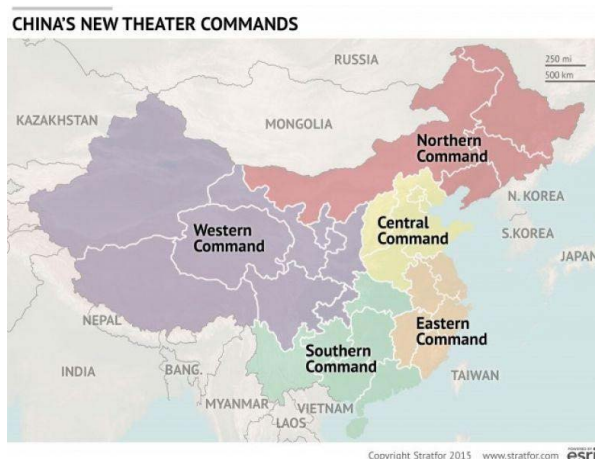 CHINA'S NEW THEATER COMMANDS
RUSSIA
250 mi
500 km
KAZAKHSTAN
MONGOLIA
Northern
Command
N. KOREA
Western
Command
Central
Command
S.KOREA
JAPAN
NEPAL
Eastern
Command
Southern
Command
INDIA
BANG.
TAIWAN
MYANMAR
VIETNAM
LAOS
Copyright Stratfor 2015 www.stratfor.com
POWERED BY
esri